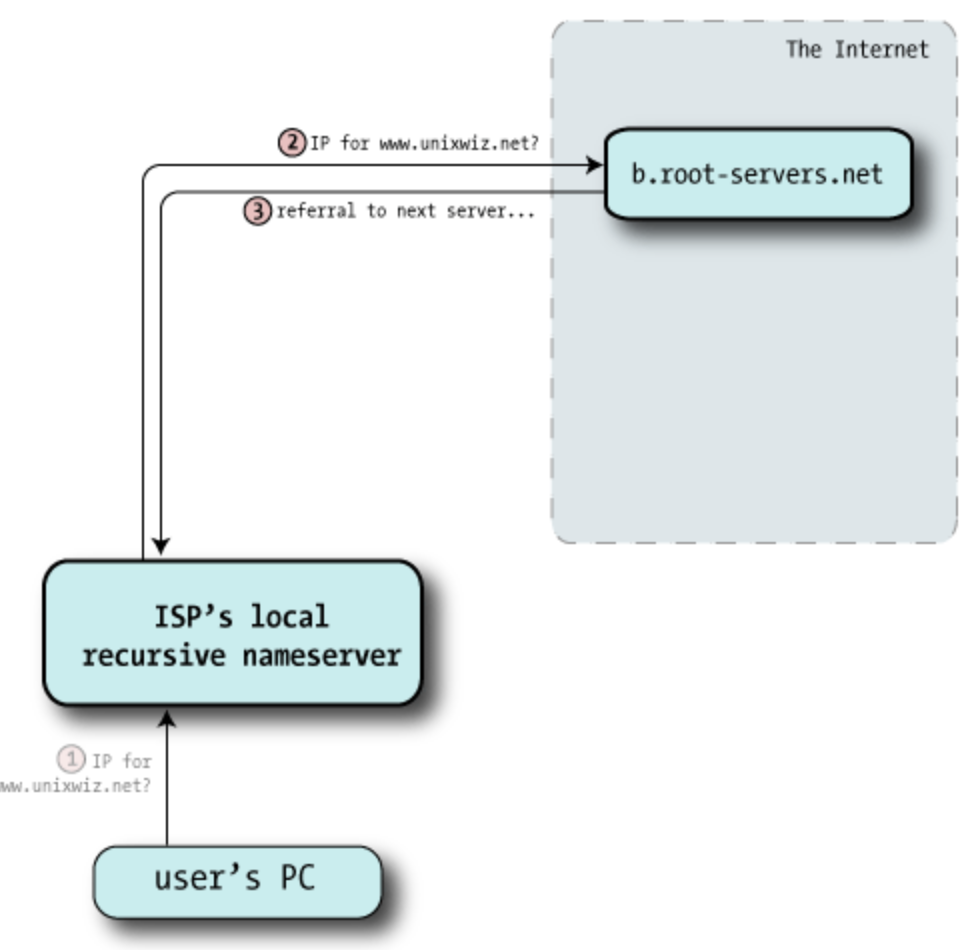 The Internet
2 IP for www.unixwiz.net?
b.root-servers.net
3 referral to next server...
ISP’s local
recursive nameserver
1 IP for
ww.unixwiz.net?
user’s PC